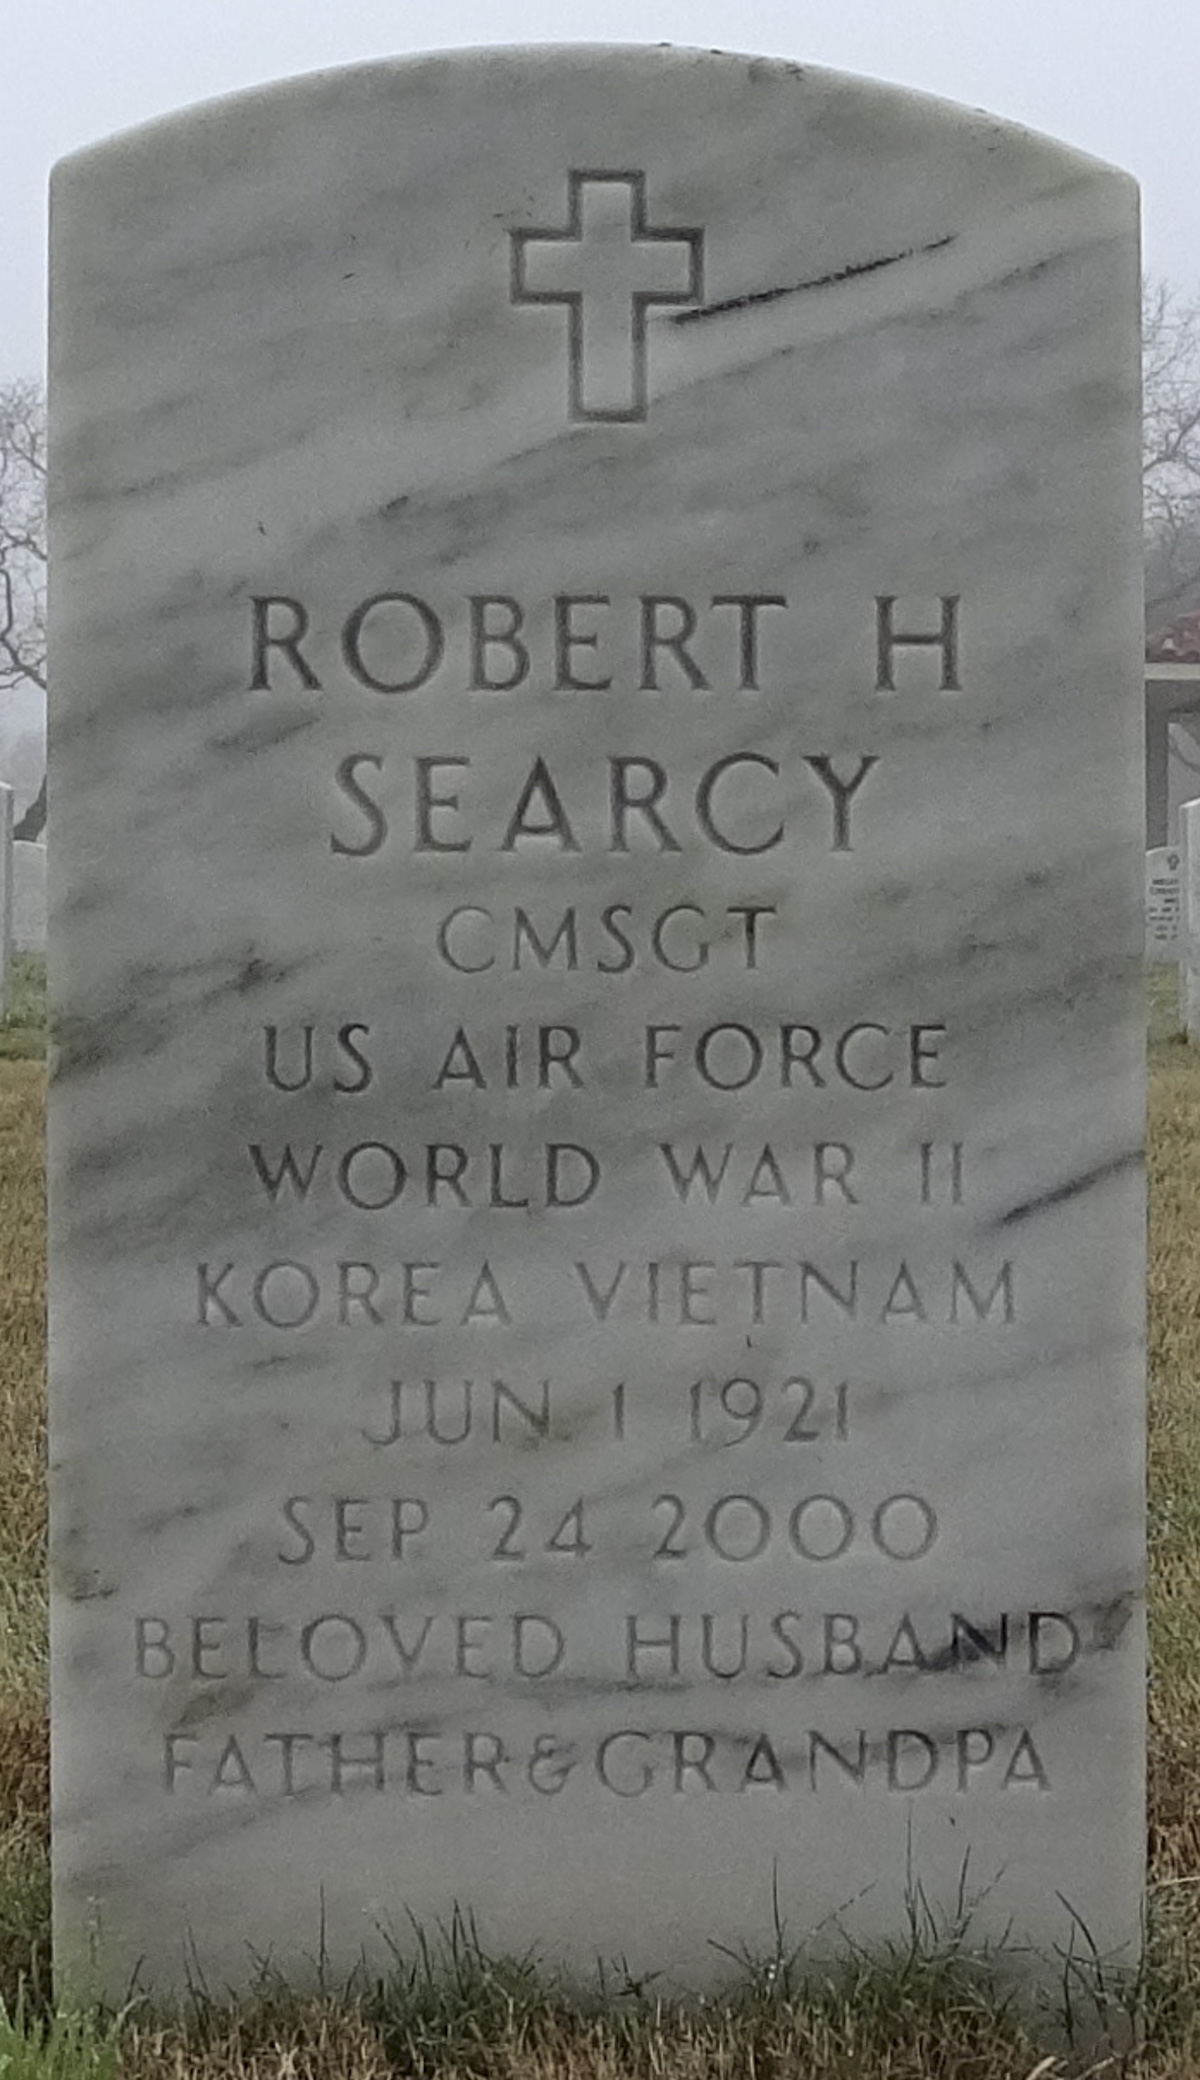 ROBERT H
SEARCY
CMSGT
US AIR FORCE
WORLD WAR II
KOREA VIETNAM
JUN 1 1921
SEP 24 2000
BELOVED HUSBAND
FATHER&GRANDPA